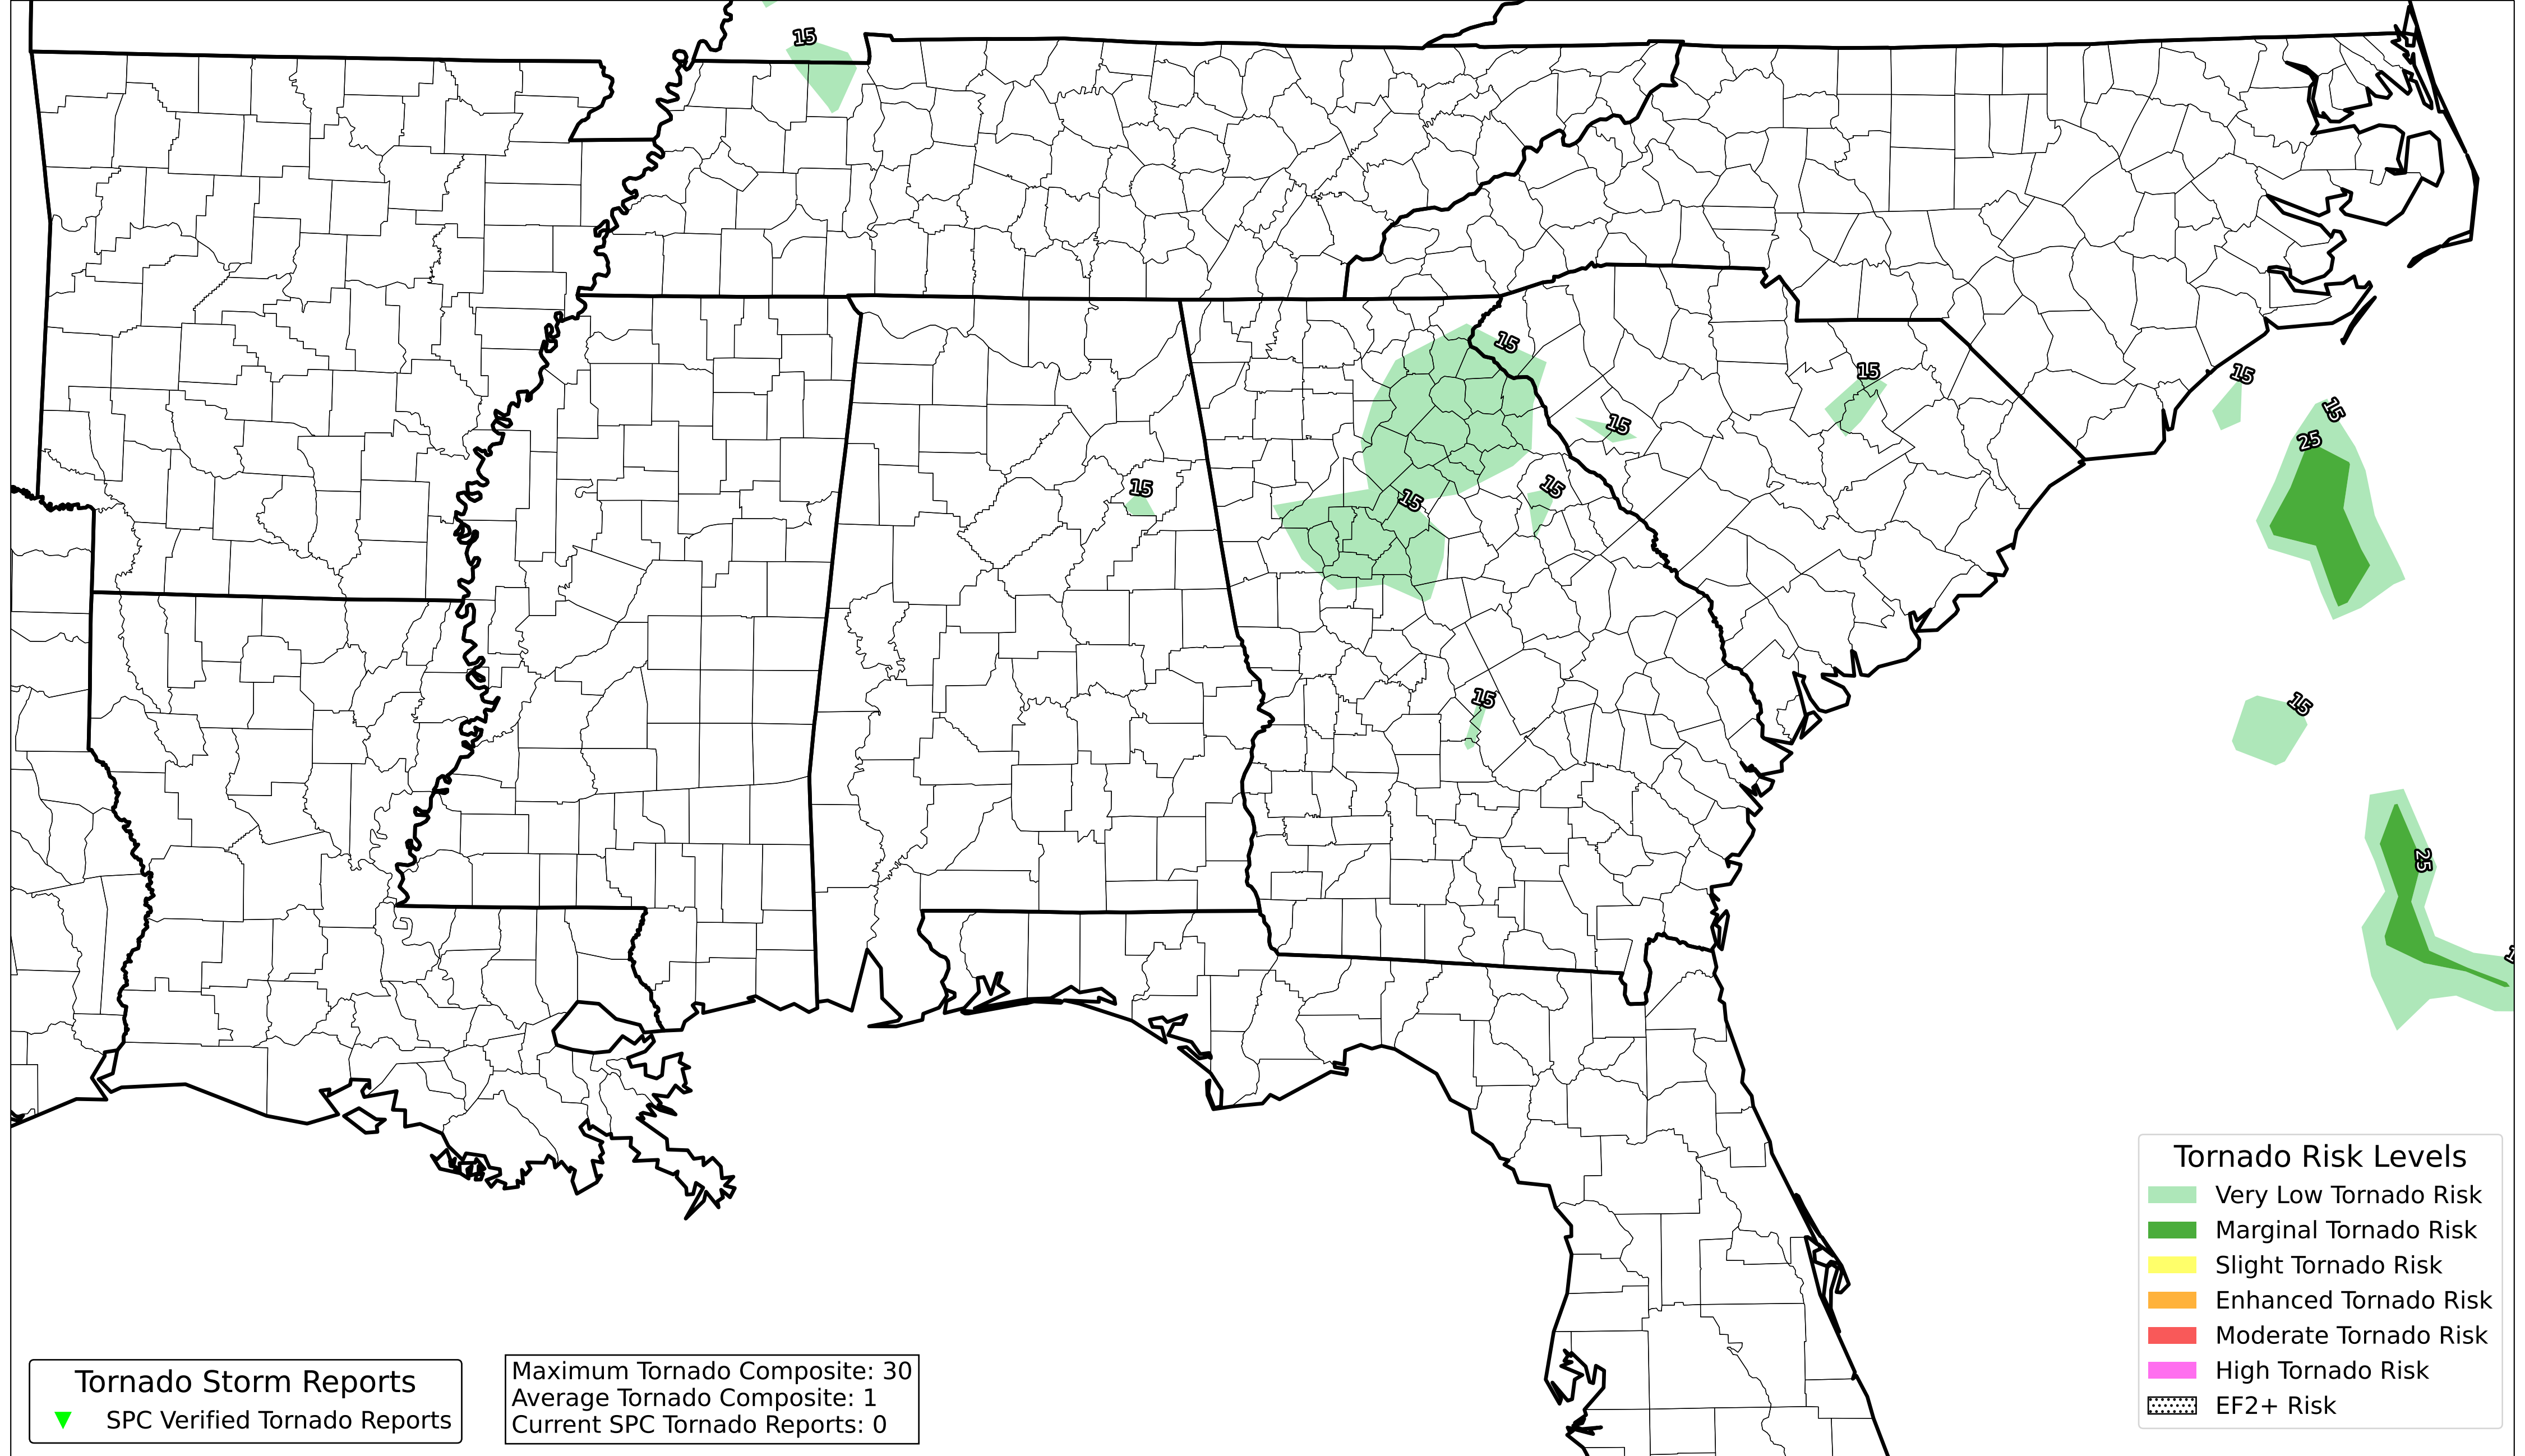 15
15
15
15
15
15
25
15
15
15
15
15
15
25
Tornado Risk Levels
Very Low Tornado Risk
Marginal Tornado Risk
Slight Tornado Risk
Enhanced Tornado Risk
Moderate Tornado Risk
High Tornado Risk
EF2+ Risk
Tornado Storm Reports
SPC Verified Tornado Reports
Maximum Tornado Composite: 30
Average Tornado Composite: 1
Current SPC Tornado Reports: 0